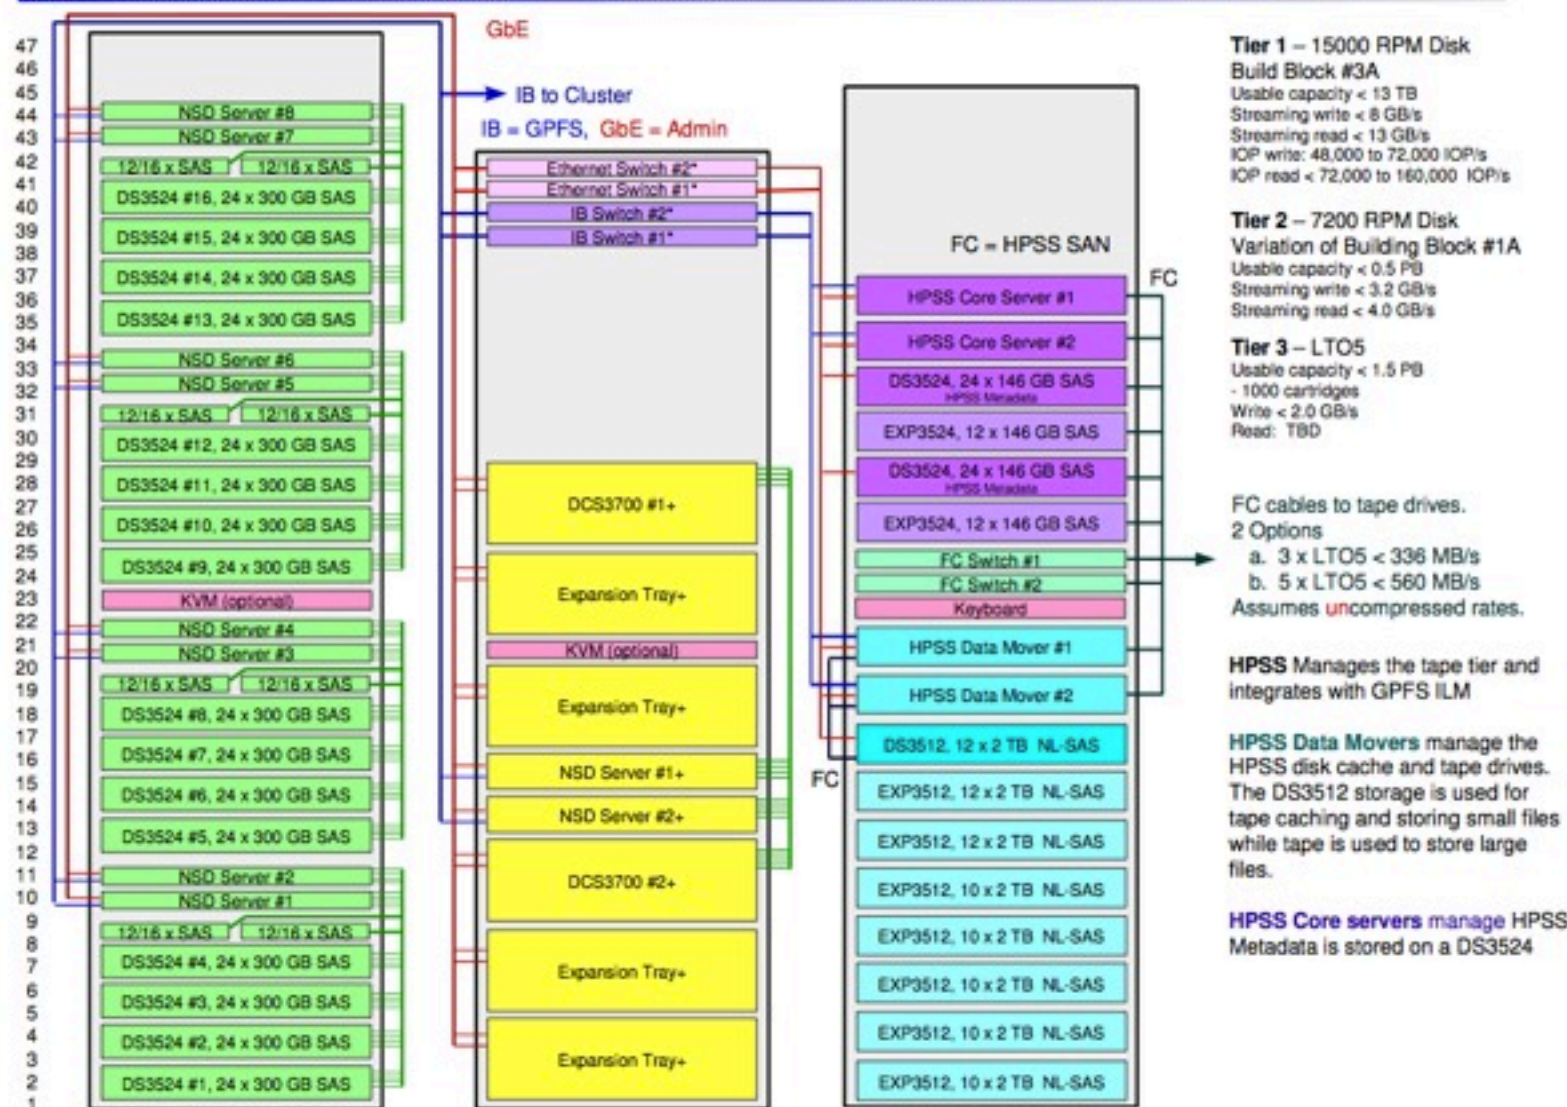 GbE
IB to Cluster
IB = GPFS, GbE = Admin
47
46
45
44
43
42
41
40
39
38
37
36
35
34
33
32
31
30
29
28
27
26
25
24
23
22
21
20
19
18
17
16
15
14
13
12
11
10
9
8
7
6
5
4
3
2
1
NSD Server #8
NSD Server #7
12/16 x SAS 12/16 x SAS
DS3524 #16, 24 x 300 GB SAS
DS3524 #15, 24 x 300 GB SAS
DS3524 #14, 24 x 300 GB SAS
DS3524 #13, 24 x 300 GB SAS
NSD Server #6
NSD Server #5
12/16 x SAS 12/16 x SAS
DS3524 #12, 24 x 300 GB SAS
DS3524 #11, 24 x 300 GB SAS
DS3524 #10, 24 x 300 GB SAS
DS3524 #9, 24 x 300 GB SAS
KVM (optional)
NSD Server #4
NSD Server #3
12/16 x SAS 12/16 x SAS
DS3524 #8, 24 x 300 GB SAS
DS3524 #7, 24 x 300 GB SAS
DS3524 #6, 24 x 300 GB SAS
DS3524 #5, 24 x 300 GB SAS
NSD Server #2
NSD Server #1
12/16 x SAS 12/16 x SAS
DS3524 #4, 24 x 300 GB SAS
DS3524 #3, 24 x 300 GB SAS
DS3524 #2, 24 x 300 GB SAS
DS3524 #1, 24 x 300 GB SAS
Ethernet Switch #2*
Ethernet Switch #1*
IB Switch #2*
IB Switch #1*
DCS3700 #1+
Expansion Tray+
KVM (optional)
Expansion Tray+
NSD Server #1+
NSD Server #2+
DCS3700 #2+
Expansion Tray+
Expansion Tray+
FC = HPSS SAN
FC
HPSS Core Server #1
HPSS Core Server #2
DS3524, 24 x 146 GB SAS
HPSS Metadata
EXP3524, 12 x 146 GB SAS
DS3524, 24 x 146 GB SAS
HPSS Metadata
EXP3524, 12 x 146 GB SAS
FC Switch #1
FC Switch #2
Keyboard
HPSS Data Mover #1
HPSS Data Mover #2
DS3512, 12 x 2 TB NL-SAS
FC
EXP3512, 12 x 2 TB NL-SAS
EXP3512, 12 x 2 TB NL-SAS
EXP3512, 10 x 2 TB NL-SAS
EXP3512, 10 x 2 TB NL-SAS
EXP3512, 10 x 2 TB NL-SAS
EXP3512, 10 x 2 TB NL-SAS
EXP3512, 10 x 2 TB NL-SAS
Tier 1 – 15000 RPM Disk
Build Block #3A
Usable capacity < 13 TB
Streaming write < 8 GB/s
Streaming read < 13 GB/s
IOP write: 48,000 to 72,000 IOP/s
IOP read < 72,000 to 160,000 IOP/s
Tier 2 – 7200 RPM Disk
Variation of Building Block #1A
Usable capacity < 0.5 PB
Streaming write < 3.2 GB/s
Streaming read < 4.0 GB/s
Tier 3 – LTO5
Usable capacity < 1.5 PB
- 1000 cartridges
Write < 2.0 GB/s
Read: TBD
FC cables to tape drives.
2 Options
a. 3 x LTO5 < 336 MB/s
b. 5 x LTO5 < 560 MB/s
Assumes uncompressed rates.
HPSS Manages the tape tier and
integrates with GPFS ILM
HPSS Data Movers manage the
HPSS disk cache and tape drives.
The DS3512 storage is used for
tape caching and storing small files
while tape is used to store large
files.
HPSS Core servers manage HPSS
Metadata is stored on a DS3524